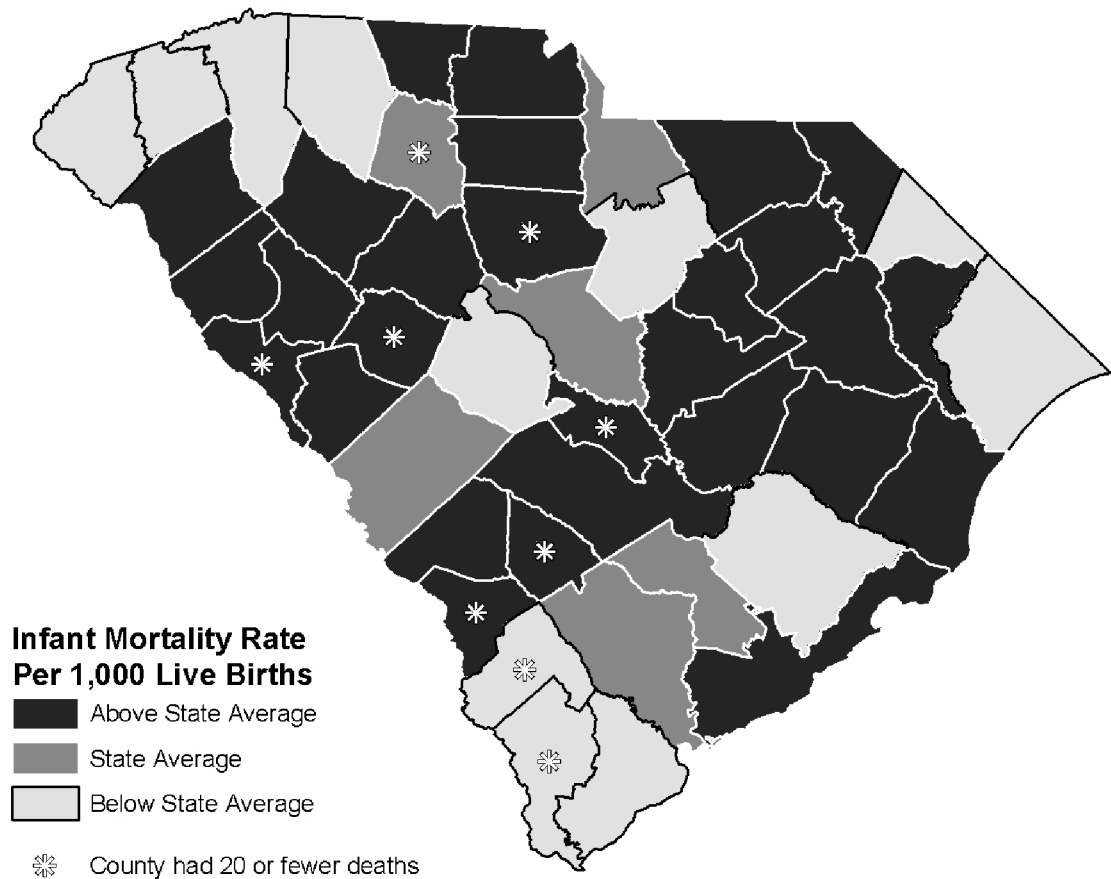 Infant Mortality Rate
Per 1,000 Live Births
Above State Average
State Average
Below State Average
County had 20 or fewer deaths